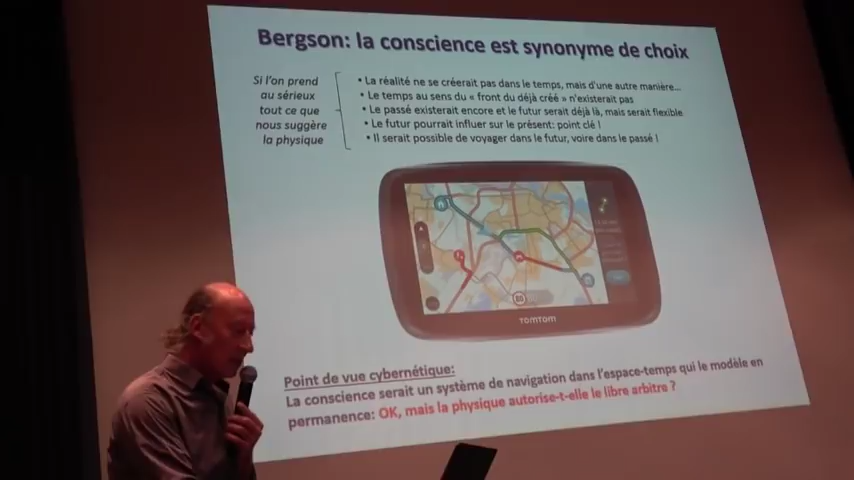 Bergson: la conscience est synonyme de choix
Si l'on prend
au sérieux
tout ce que
nous suggère
la physique
• La réalité ne se créerait pas dans le temps, mais d'une autre manière...
• Le temps au sens du « front du déjà créé » n'existerait pas
• Le passé existerait encore et le futur serait déjà là, mais serait flexible
• Le futur pourrait influer sur le présent: point clé !
• Il serait possible de voyager dans le futur, voire dans le passé !
80
TOMTOM
Point de vue cybernétique:
La conscience serait un système de navigation dans l'espace-temps qui le modèle en
permanence: OK, mais la physique autorise-t-elle le libre arbitre ?